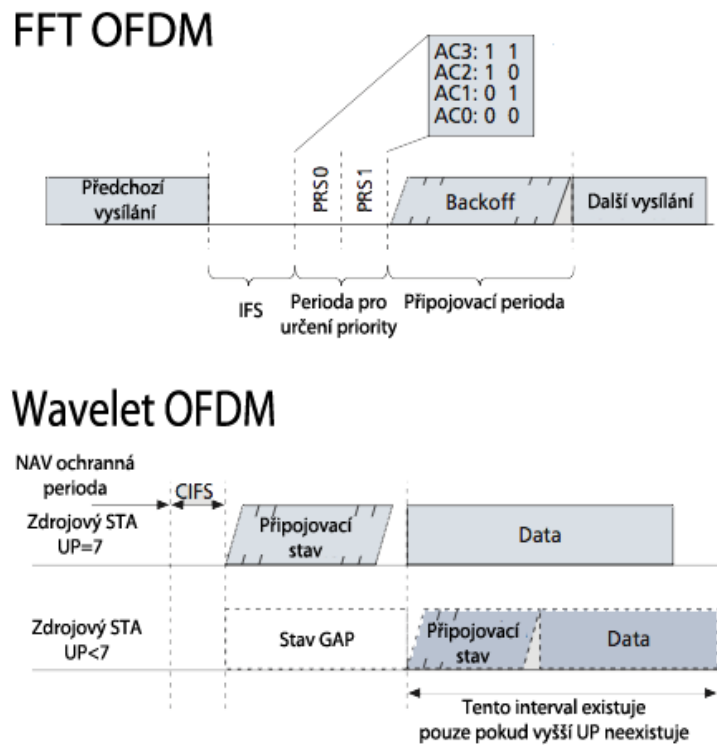 FFT OFDM
AC3: 1 1
AC2: 1 0
AC1: 0 1
AC0: 0 0
Předchozí
vysílání
PRS0
PRS1
Backoff
Další vysílání
IFS
Perioda pro
určení priority
Připojovací perioda
Wavelet OFDM
NAV ochranná
perioda
CIFS
Zdrojový STA
UP=7
Připojovací
stav
Data
Zdrojový STA
UP<7
Stav GAP
Připojovací
stav
Data
Tento interval existuje
pouze pokud vyšší UP neexistuje